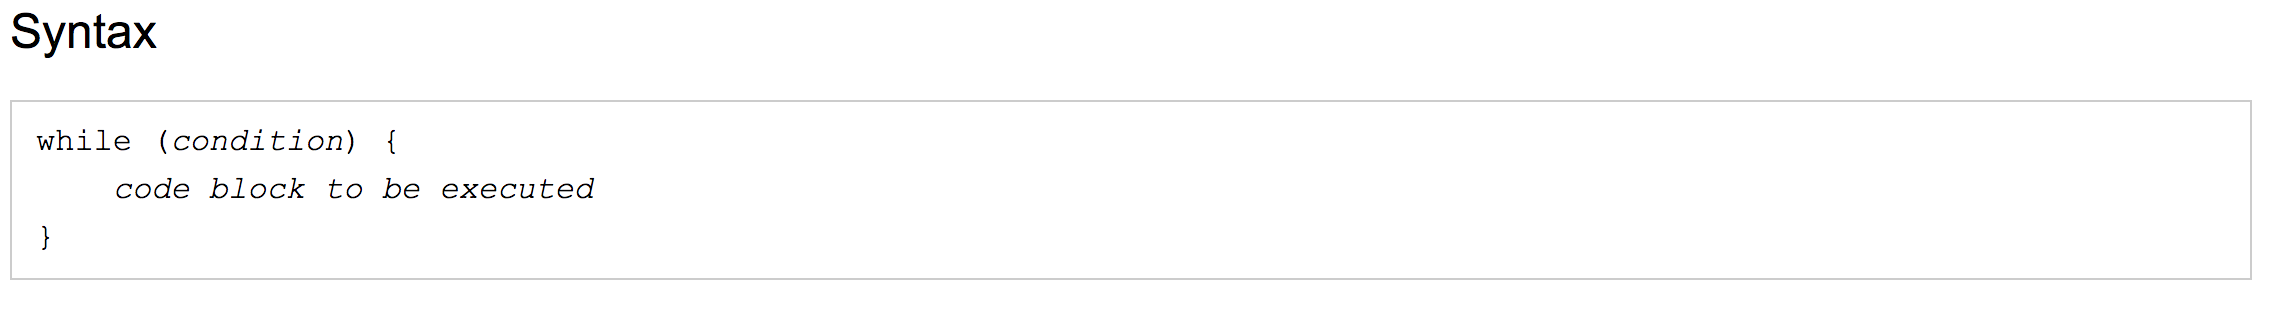 Syntax
while (condition) {
    code block to be executed
}